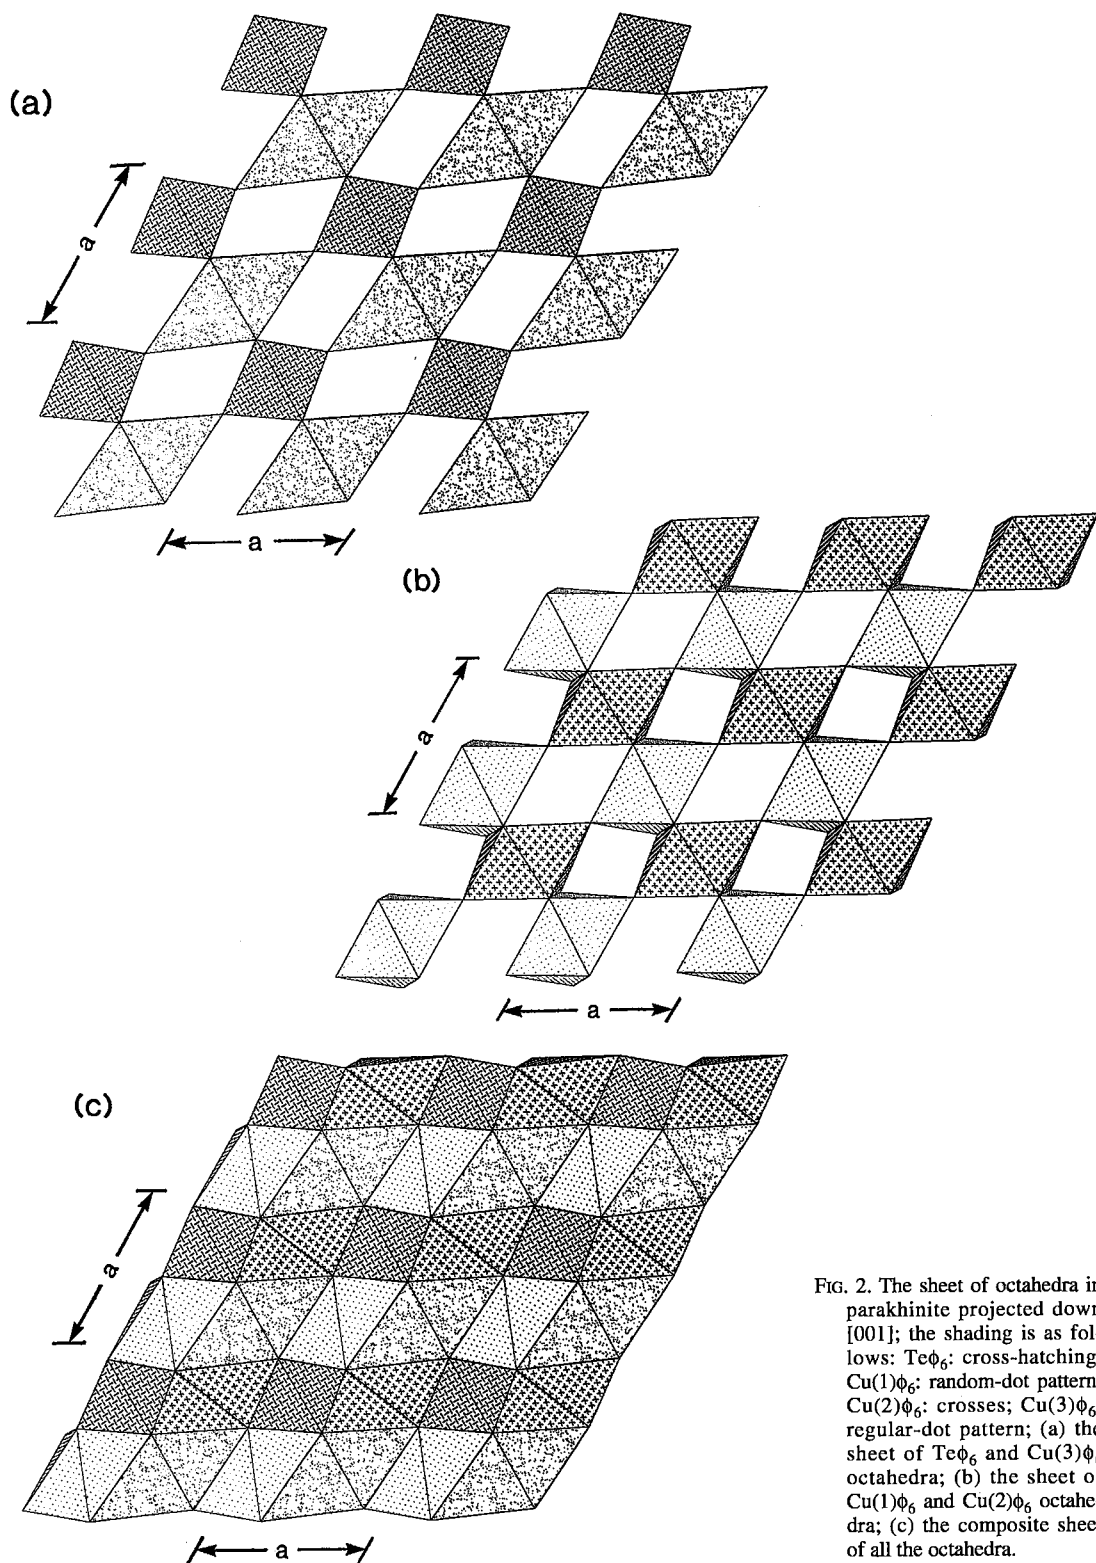 (a)
a
a
(b)
a
a
(c)
a
a
FIG. 2. The sheet of octahedra in
parakhinite projected down
[001]; the shading is as fol-
lows: Teϕ₆: cross-hatching
Cu(1)ϕ₆: random-dot pattern
Cu(2)ϕ₆: crosses; Cu(3)ϕ₆
regular-dot pattern; (a) the
sheet of Teϕ₆ and Cu(3)ϕ
octahedra; (b) the sheet o
Cu(1)ϕ₆ and Cu(2)ϕ₆ octahe
dra; (c) the composite shee
of all the octahedra.